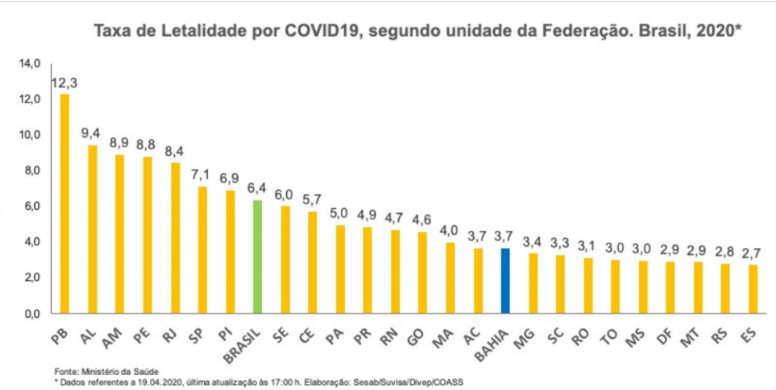 Taxa de Letalidade por COVID19, segundo unidade da Federação. Brasil, 2020*
14,0
12,0
10,0
8,0
6,0
4,0
2,0
0,0
12,3
9,4
8,9
8,8
8,4
7,1
6,9
6,4
6,0
5,7
5,0
4,9
4,7
4,6
4,0
3,7
3,7
3,4
3,3
3,1
3,0
3,0
2,9
2,9
2,8
2,7
PB
AL
AM
PE
RJ
SP
PI
BRASIL
SE
CE
PA
PR
RN
GO
MA
AC
BAHIA
MG
SC
RO
TO
MS
DF
MT
RS
ES
Fonte: Ministério da Saúde
* Dados referentes a 19.04.2020, última atualização às 17:00 h. Elaboração: Sesab/Suvisa/Divep/COASS